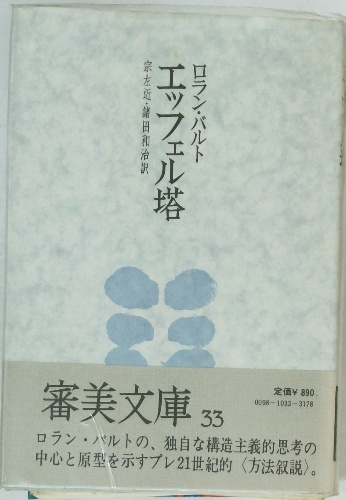 ロラン・バルト
エッフェル塔
宗左近・諸田和治訳
審美文庫33
定価¥890.
0098-1033-3178
ロラン・バルトの、独自な構造主義的思考の
中心と原型を示すプレ21世紀的〈方法叙説〉。